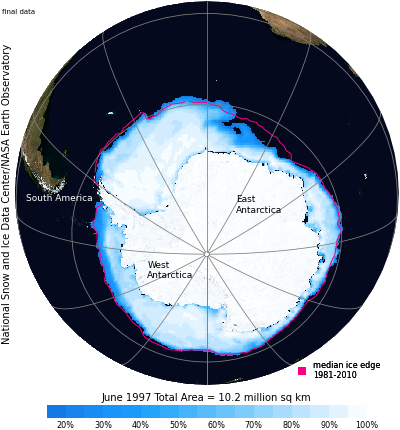 final data
National Snow and Ice Data Center/NASA Earth Observatory
South America
East
Antarctica
West
Antarctica
median ice edge
1981-2010
June 1997 Total Area = 10.2 million sq km
20% 30% 40% 50% 60% 70% 80% 90% 100%